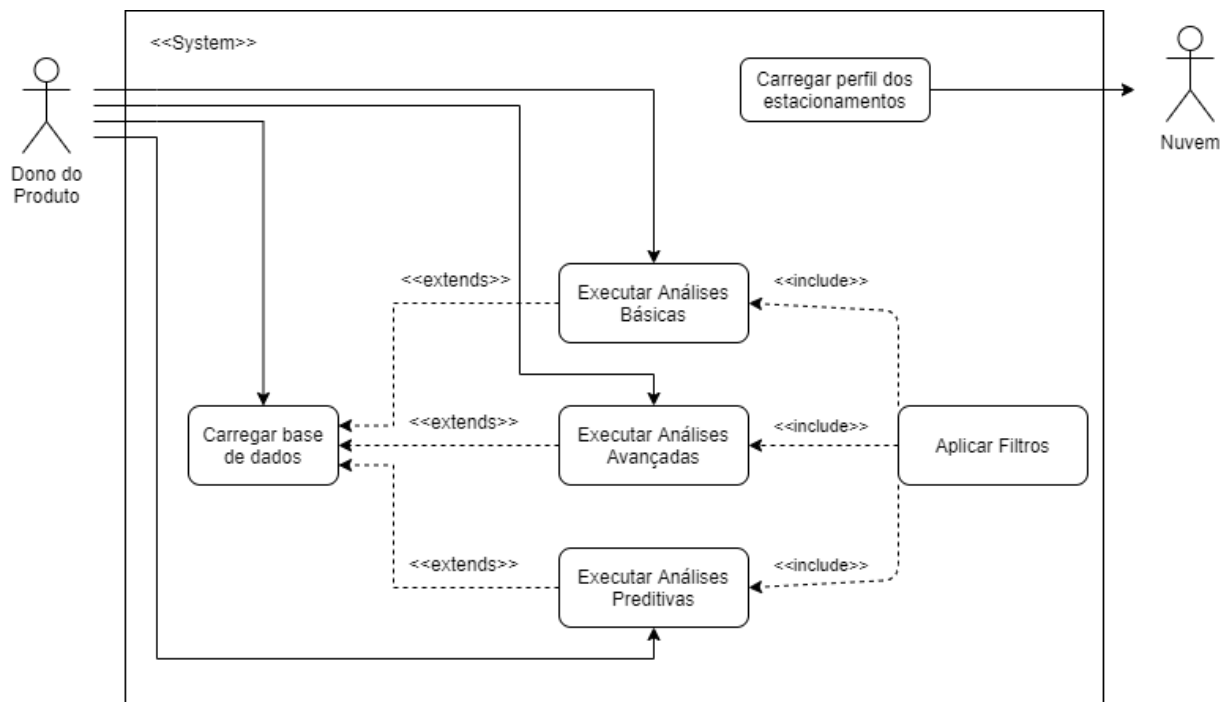 <<System>>
Carregar perfil dos
estacionamentos
Dono do
Produto
Nuvem
<<extends>>
Executar Análises
Básicas
<<include>>
Carregar base
de dados
<<extends>>
Executar Análises
Avançadas
<<include>>
Aplicar Filtros
<<extends>>
Executar Análises
Preditivas
<<include>>